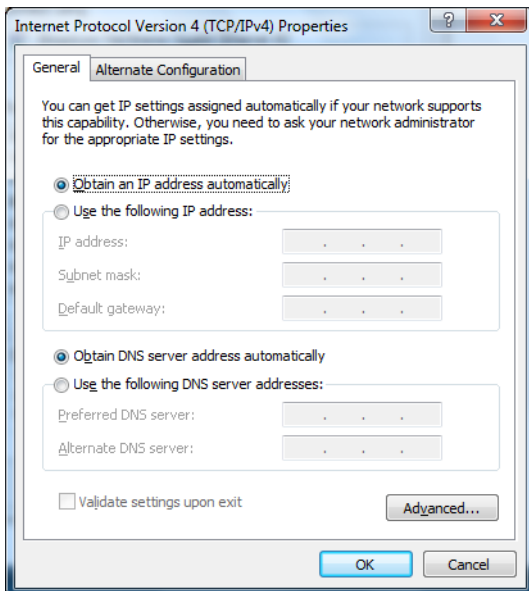 Internet Protocol Version 4 (TCP/IPv4) Properties
General
Alternate Configuration
You can get IP settings assigned automatically if your network supports
this capability. Otherwise, you need to ask your network administrator
for the appropriate IP settings.
Obtain an IP address automatically
Use the following IP address:
IP address:
Subnet mask:
Default gateway:
Obtain DNS server address automatically
Use the following DNS server addresses:
Preferred DNS server:
Alternate DNS server:
Validate settings upon exit
Advanced...
OK
Cancel